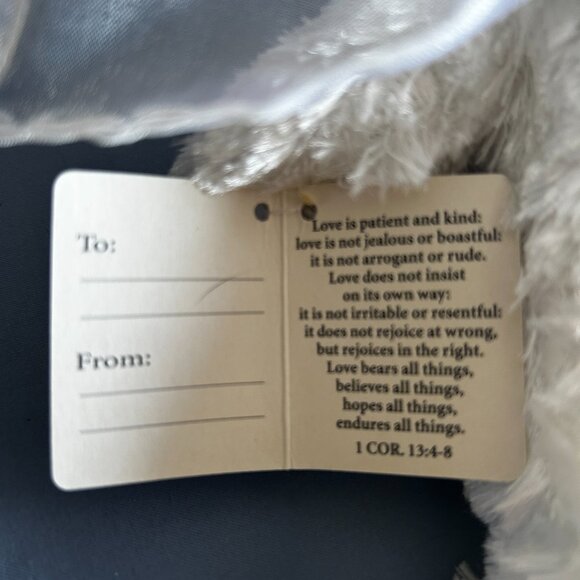 To:
From:
Love is patient and kind:
love is not jealous or boastful:
it is not arrogant or rude.
Love does not insist
on its own way:
it is not irritable or resentful:
it does not rejoice at wrong,
but rejoices in the right.
Love bears all things,
believes all things,
hopes all things,
endures all things.
1 COR. 13:4-8